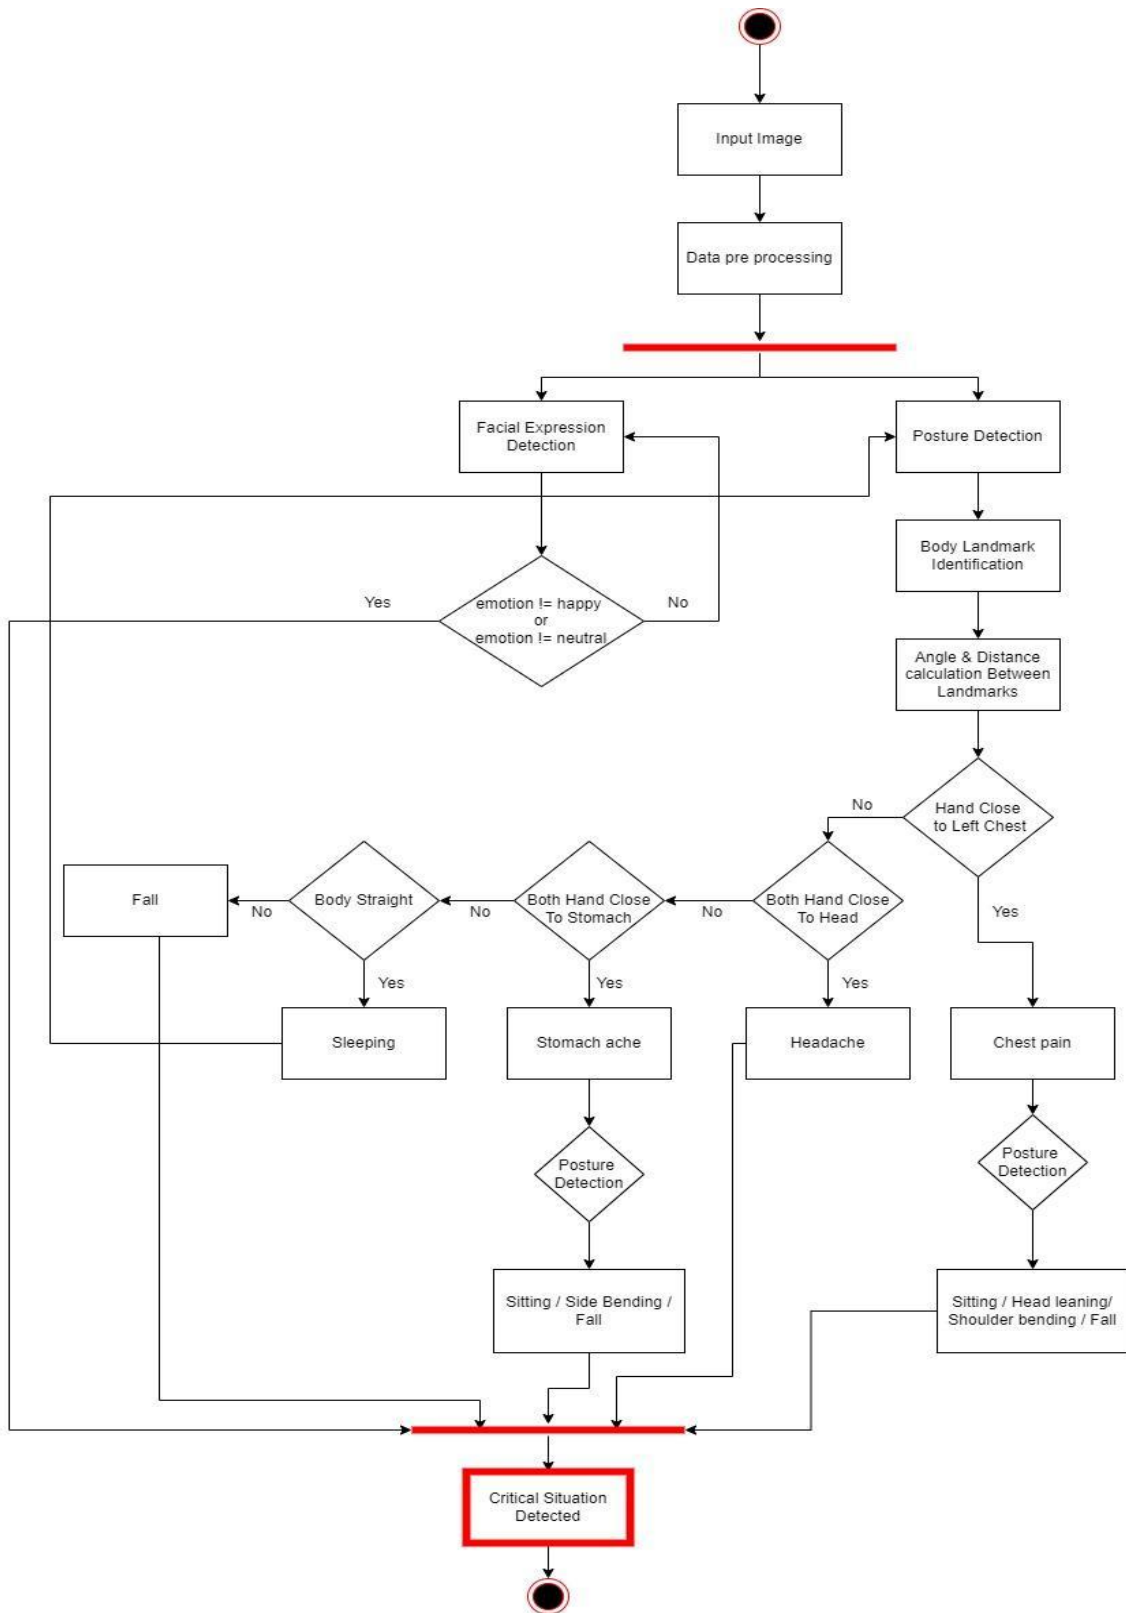 Input Image
Data pre processing
Facial Expression
Detection
Posture Detection
Body Landmark
Identification
Yes
emotion != happy
or
emotion != neutral
No
Angle & Distance
calculation Between
Landmarks
No
Hand Close
to Left Chest
Fall
No
Body Straight
No
Both Hand Close
To Stomach
No
Both Hand Close
To Head
Yes
Yes
Yes
Yes
Sleeping
Stomach ache
Headache
Chest pain
Posture
Detection
Posture
Detection
Sitting / Side Bending /
Fall
Sitting / Head leaning/
Shoulder bending / Fall
Critical Situation
Detected